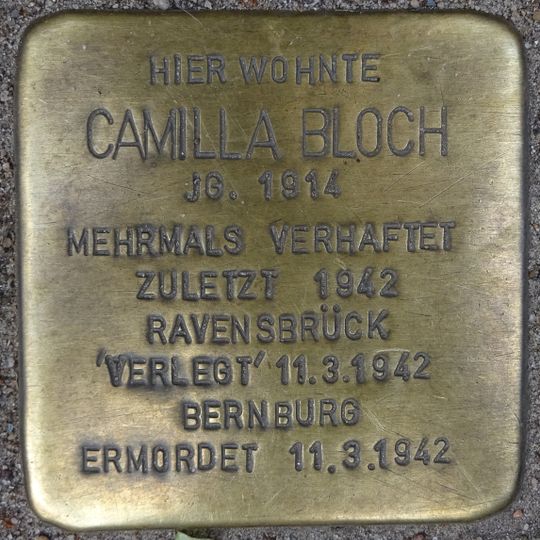 HIER WOHNTE
CAMILLA BLOCH
JG. 1914
MEHRMALS VERHAFTET
ZULETZT 1942
RAVENSBRÜCK
'VERLEGT' 11.3.1942
BERNBURG
ERMORDET 11.3.1942